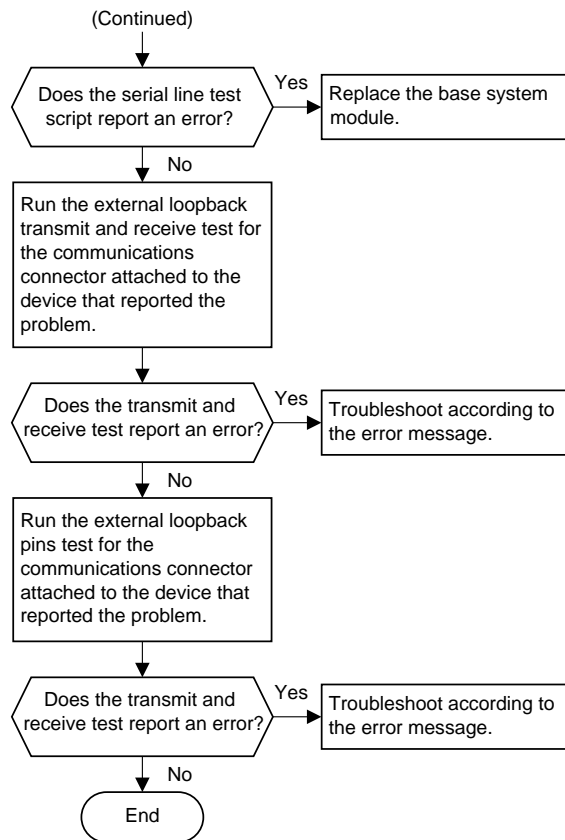 (Continued)
Does the serial line test
script report an error?
Yes
Replace the base system
module.
No
Run the external loopback
transmit and receive test for
the communications
connector attached to the
device that reported the
problem.
Does the transmit and
receive test report an error?
Yes
Troubleshoot according to
the error message.
No
Run the external loopback
pins test for the
communications connector
attached to the device that
reported the problem.
Does the transmit and
receive test report an error?
Yes
Troubleshoot according to
the error message.
No
End